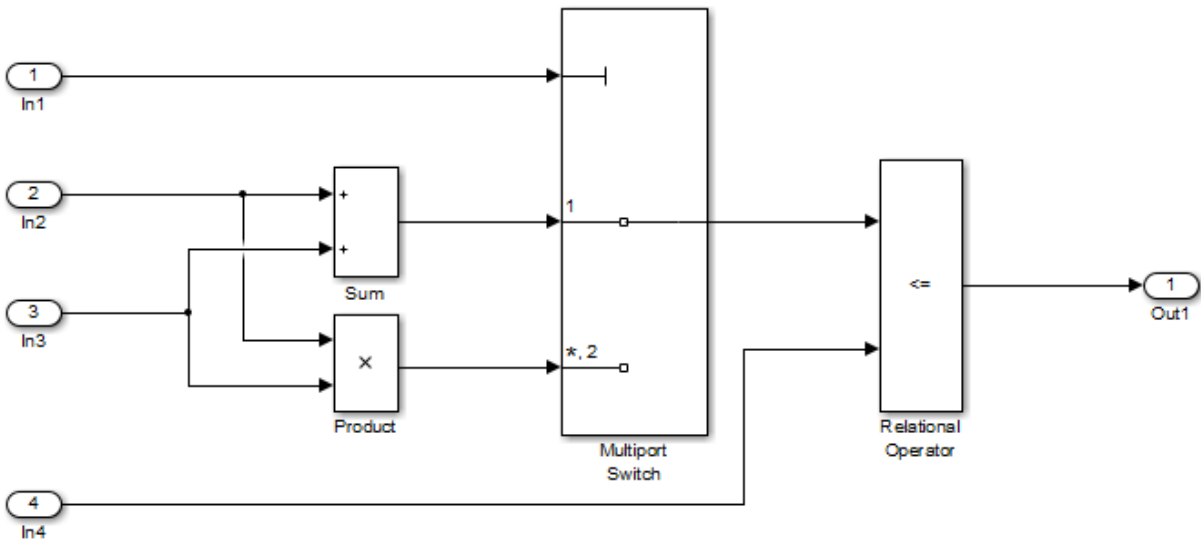 1
In1
2
In2
3
In3
4
In4
+
+
Sum
×
Product
1
*, 2
Multiport
Switch
<=
Relational
Operator
1
Out1